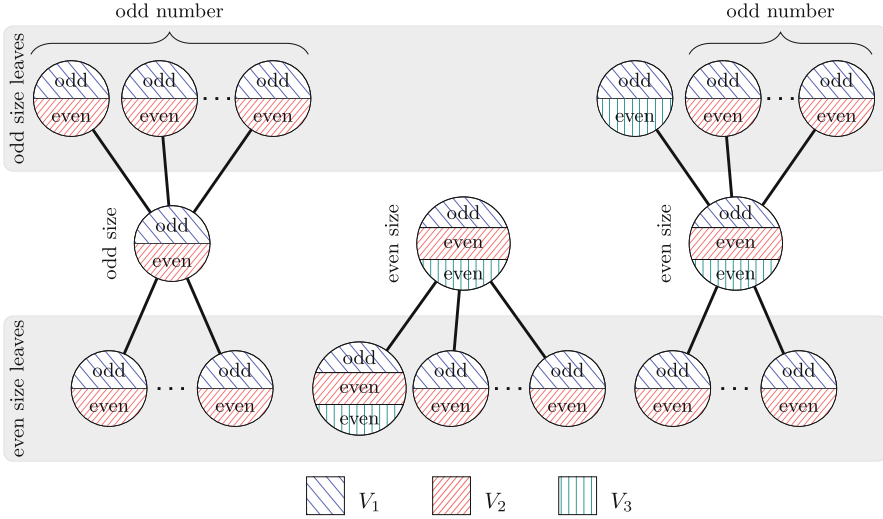 odd number
odd number
odd size leaves
odd
odd
...
odd
odd
odd
...
odd
even
even
even
even
even
even
odd size
odd
even
even size
odd
even
even
even size
odd
even
even
even size leaves
odd
even
...
odd
even
odd
even
even
odd
even
...
odd
even
odd
even
...
odd
even
V1
V2
V3